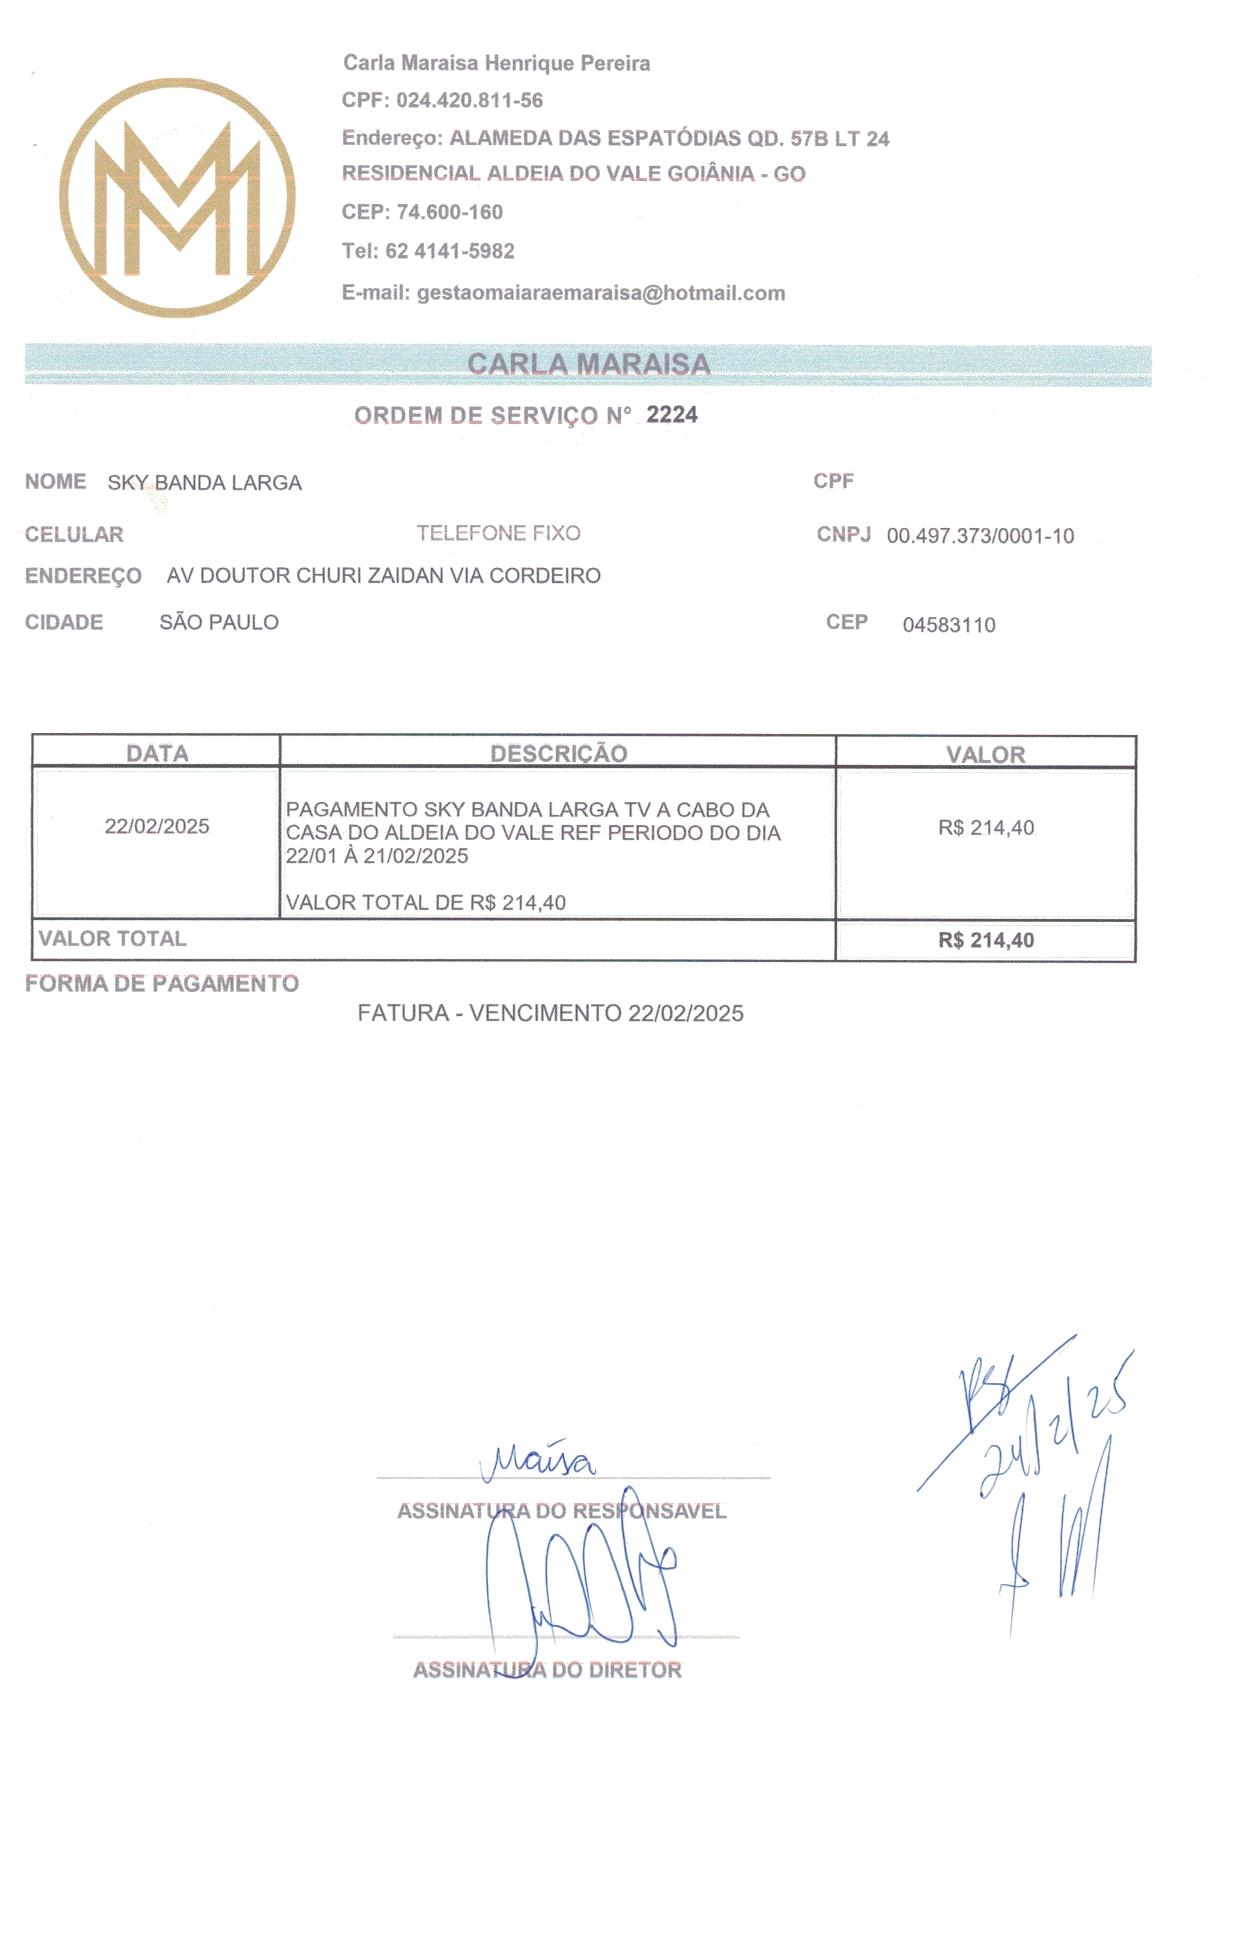 Carla Maraisa Henrique Pereira
CPF: 024.420.811-56
Endereço: ALAMEDA DAS ESPATÓDIAS QD. 57B LT 24
RESIDENCIAL ALDEIA DO VALE GOIÂNIA - GO
CEP: 74.600-160
Tel: 62 4141-5982
E-mail: gestaomaiaraemaraisa@hotmail.com
CARLA MARAISA
ORDEM DE SERVIÇO N° 2224
NOME SKY BANDA LARGA CPF
CELULAR TELEFONE FIXO CNPJ 00.497.373/0001-10
ENDEREÇO AV DOUTOR CHURI ZAIDAN VIA CORDEIRO
CIDADE SÃO PAULO CEP 04583110
DATA DESCRIÇÃO VALOR
22/02/2025 PAGAMENTO SKY BANDA LARGA TV A CABO DA R$ 214,40
CASA DO ALDEIA DO VALE REF PERIODO DO DIA
22/01 À 21/02/2025
VALOR TOTAL DE R$ 214,40
VALOR TOTAL R$ 214,40
FORMA DE PAGAMENTO
FATURA - VENCIMENTO 22/02/2025
24/2/25
Maísa
ASSINATURA DO RESPONSAVEL
ASSINATURA DO DIRETOR